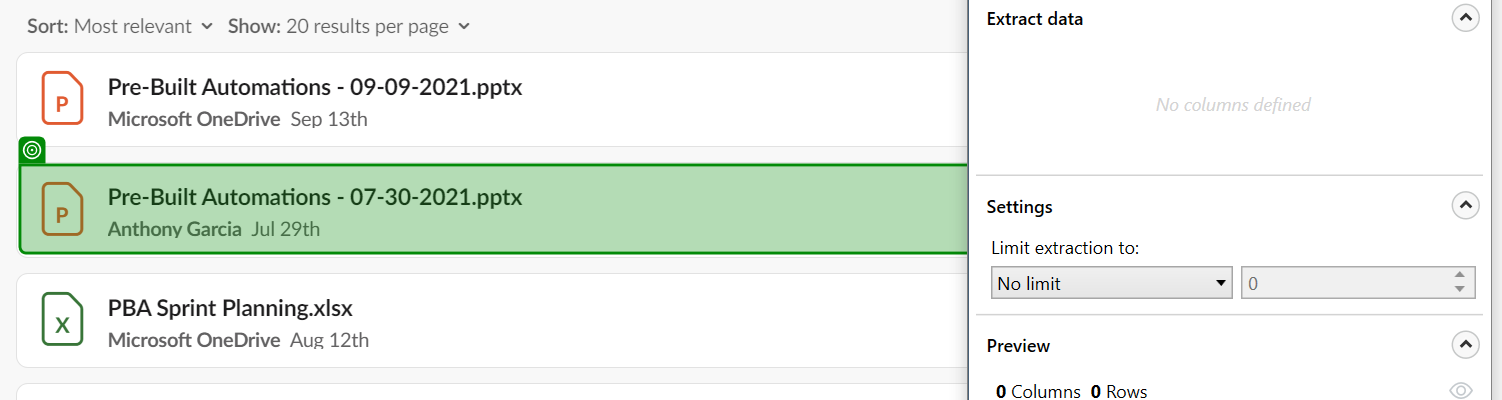 Sort: Most relevant Show: 20 results per page
P
Pre-Built Automations - 09-09-2021.pptx
Microsoft OneDrive Sep 13th
P
Pre-Built Automations - 07-30-2021.pptx
Anthony Garcia Jul 29th
X
PBA Sprint Planning.xlsx
Microsoft OneDrive Aug 12th
Extract data
No columns defined
Settings
Limit extraction to:
No limit 0
Preview
0 Columns 0 Rows